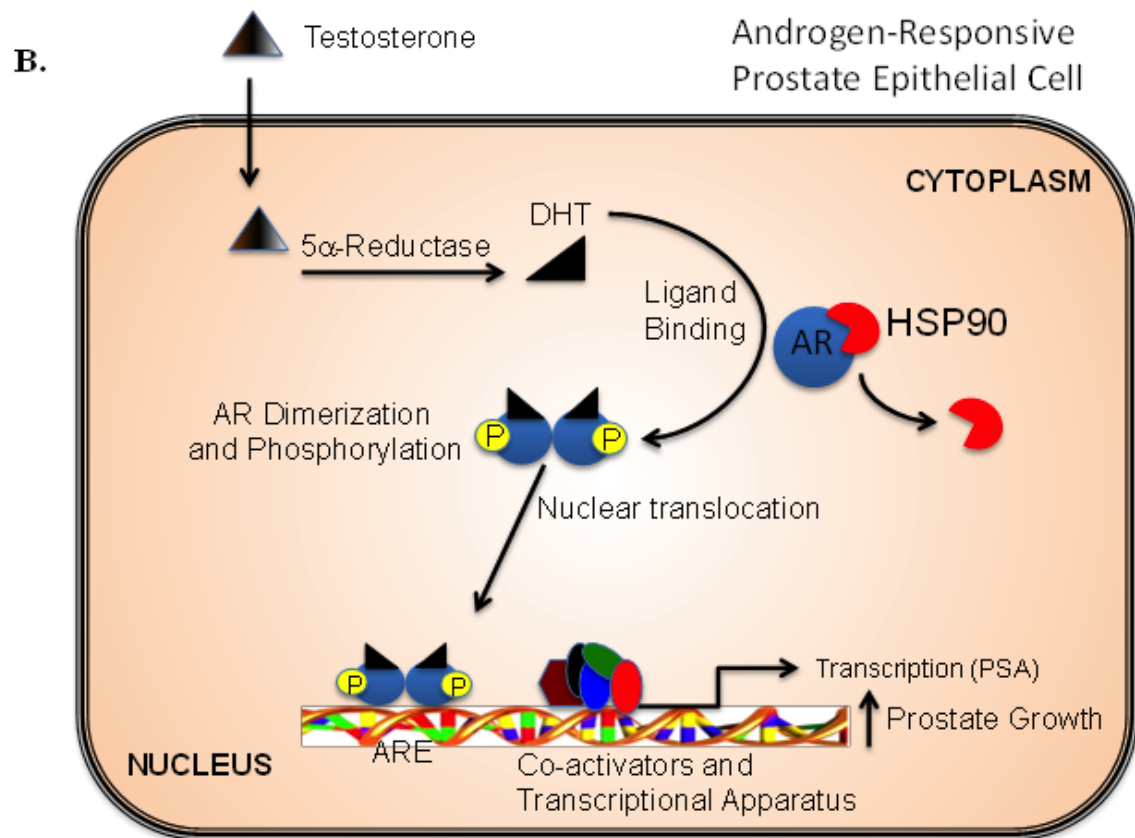 B.
Testosterone
Androgen-Responsive
Prostate Epithelial Cell
CYTOPLASM
DHT
5α-Reductase
Ligand
Binding
AR
HSP90
AR Dimerization
and Phosphorylation
P
P
Nuclear translocation
P
P
Transcription (PSA)
Prostate Growth
ARE
NUCLEUS
Co-activators and
Transcriptional Apparatus